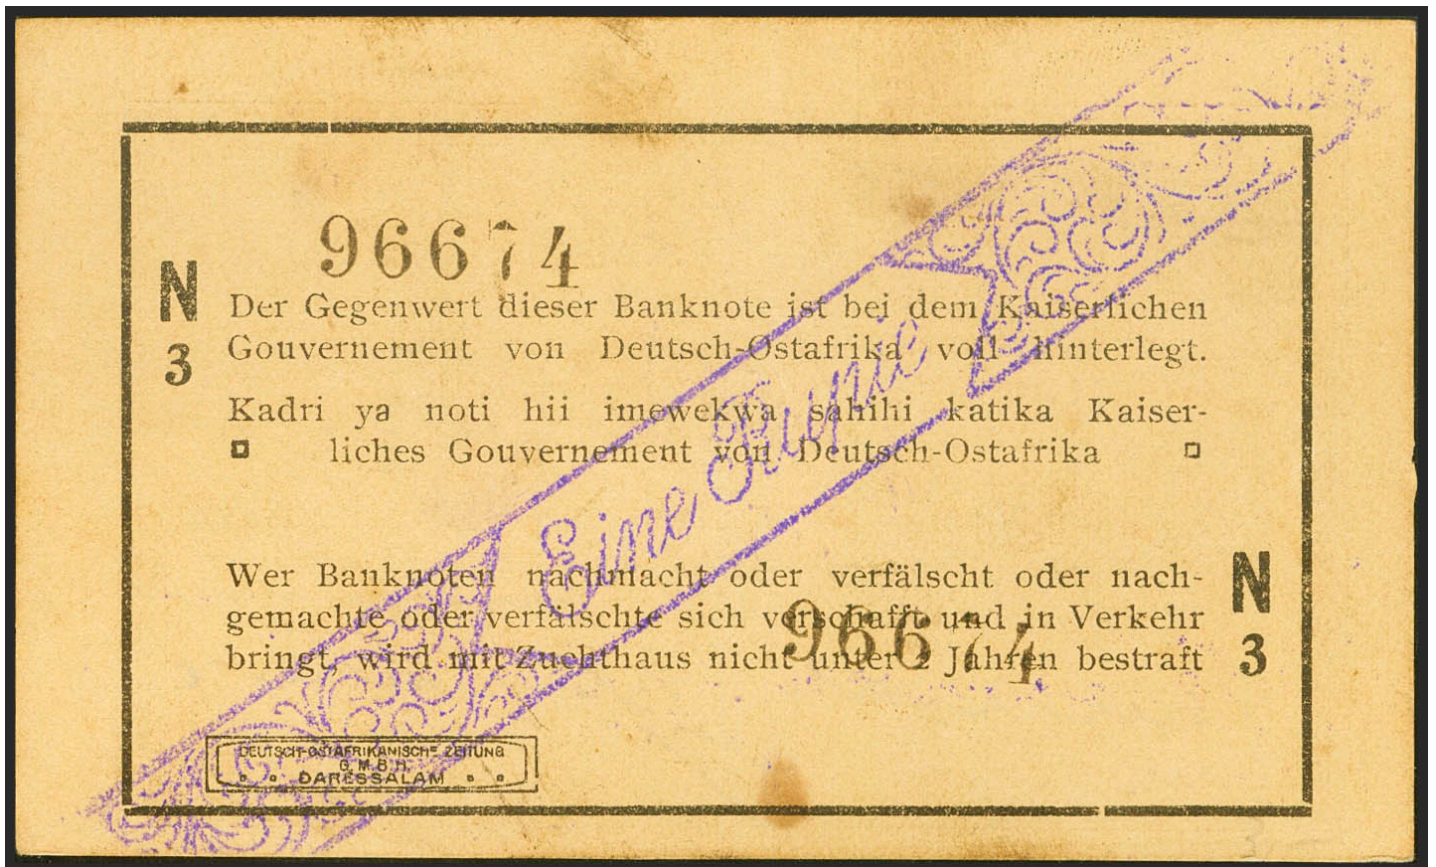 96674
N
3
Der Gegenwert dieser Banknote ist bei dem Kaiserlichen
Gouvernement von Deutsch-Ostafrika voll hinterlegt.
Kadri ya noti hii imewekwa sahihi katika Kaiser-
liches Gouvernement von Deutsch-Ostafrika
Eine Rupie
Wer Banknoten nachmacht oder verfälscht oder nach-
gemachte oder verfälschte sich verschafft und in Verkehr
bringt, wird mit Zuchthaus nicht unter 2 Jahren bestraft
N
3
96674
DEUTSCH-OSTAFRIKANISCHE ZEITUNG
G.M.B.H.
DARESSALAM